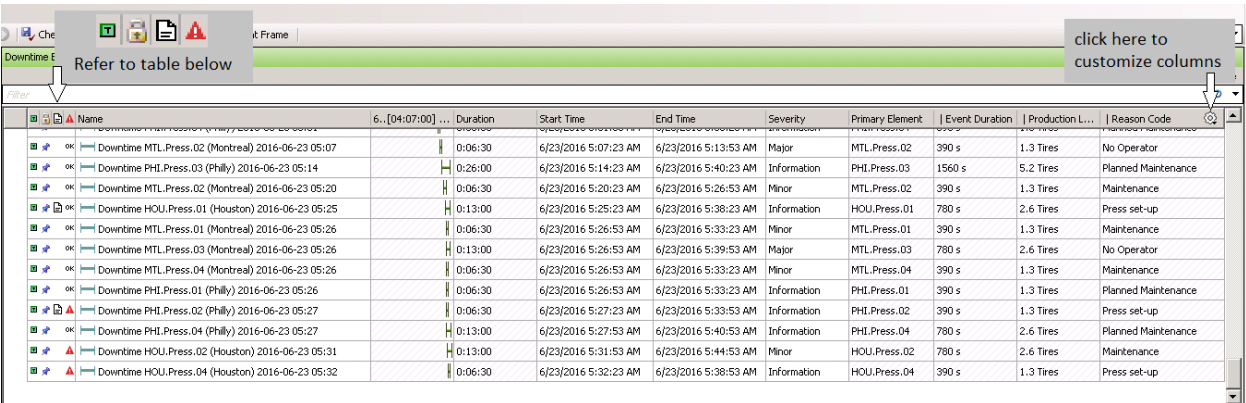 Che
t Frame
Refer to table below
click here to
customize columns
Downtime E
Filter
Name 6..[04:07:00] ... Duration Start Time End Time Severity Primary Element | Event Duration | Production L... | Reason Code
OK Downtime MTL.Press.02 (Montreal) 2016-06-23 05:07 0:06:30 6/23/2016 5:07:23 AM 6/23/2016 5:13:53 AM Major MTL.Press.02 390 s 1.3 Tires No Operator
OK Downtime PHI.Press.03 (Philly) 2016-06-23 05:14 0:26:00 6/23/2016 5:14:23 AM 6/23/2016 5:40:23 AM Information PHI.Press.03 1560 s 5.2 Tires Planned Maintenance
OK Downtime MTL.Press.02 (Montreal) 2016-06-23 05:20 0:06:30 6/23/2016 5:20:23 AM 6/23/2016 5:26:53 AM Minor MTL.Press.02 390 s 1.3 Tires Maintenance
OK Downtime HOU.Press.01 (Houston) 2016-06-23 05:25 0:13:00 6/23/2016 5:25:23 AM 6/23/2016 5:38:23 AM Information HOU.Press.01 780 s 2.6 Tires Press set-up
OK Downtime MTL.Press.01 (Montreal) 2016-06-23 05:26 0:06:30 6/23/2016 5:26:53 AM 6/23/2016 5:33:23 AM Minor MTL.Press.01 390 s 1.3 Tires Maintenance
OK Downtime MTL.Press.03 (Montreal) 2016-06-23 05:26 0:13:00 6/23/2016 5:26:53 AM 6/23/2016 5:39:53 AM Major MTL.Press.03 780 s 2.6 Tires No Operator
OK Downtime MTL.Press.04 (Montreal) 2016-06-23 05:26 0:06:30 6/23/2016 5:26:53 AM 6/23/2016 5:33:23 AM Minor MTL.Press.04 390 s 1.3 Tires Maintenance
OK Downtime PHI.Press.01 (Philly) 2016-06-23 05:26 0:06:30 6/23/2016 5:26:53 AM 6/23/2016 5:33:23 AM Information PHI.Press.01 390 s 1.3 Tires Planned Maintenance
Downtime PHI.Press.02 (Philly) 2016-06-23 05:27 0:06:30 6/23/2016 5:27:23 AM 6/23/2016 5:33:53 AM Information PHI.Press.02 390 s 1.3 Tires Press set-up
OK Downtime PHI.Press.04 (Philly) 2016-06-23 05:27 0:13:00 6/23/2016 5:27:53 AM 6/23/2016 5:40:53 AM Information PHI.Press.04 780 s 2.6 Tires Planned Maintenance
Downtime HOU.Press.02 (Houston) 2016-06-23 05:31 0:13:00 6/23/2016 5:31:53 AM 6/23/2016 5:44:53 AM Minor HOU.Press.02 780 s 2.6 Tires Maintenance
Downtime HOU.Press.04 (Houston) 2016-06-23 05:32 0:06:30 6/23/2016 5:32:23 AM 6/23/2016 5:38:53 AM Information HOU.Press.04 390 s 1.3 Tires Press set-up